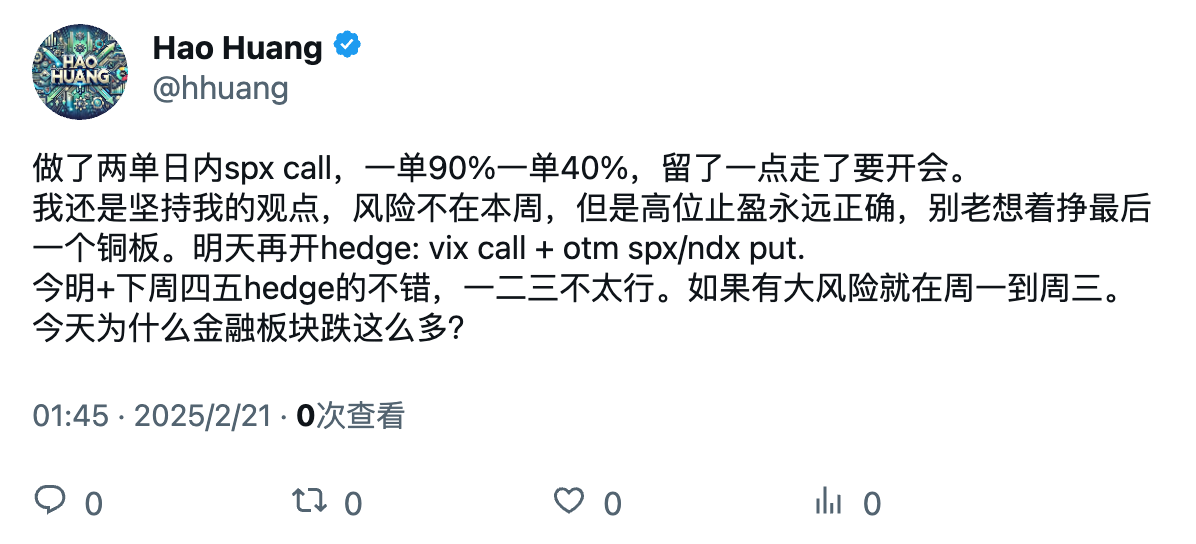 HAO
HUANG
Hao Huang
@hhuang
做了两单日内spx call，一单90%一单40%，留了一点走了要开会。
我还是坚持我的观点，风险不在本周，但是高位止盈永远正确，别老想着挣最后
一个铜板。明天再开hedge: vix call + otm spx/ndx put.
今明+下周四五hedge的不错，一二三不太行。如果有大风险就在周一到周三。
今天为什么金融板块跌这么多？
01:45 · 2025/2/21 · 0次查看
0 0 0 0